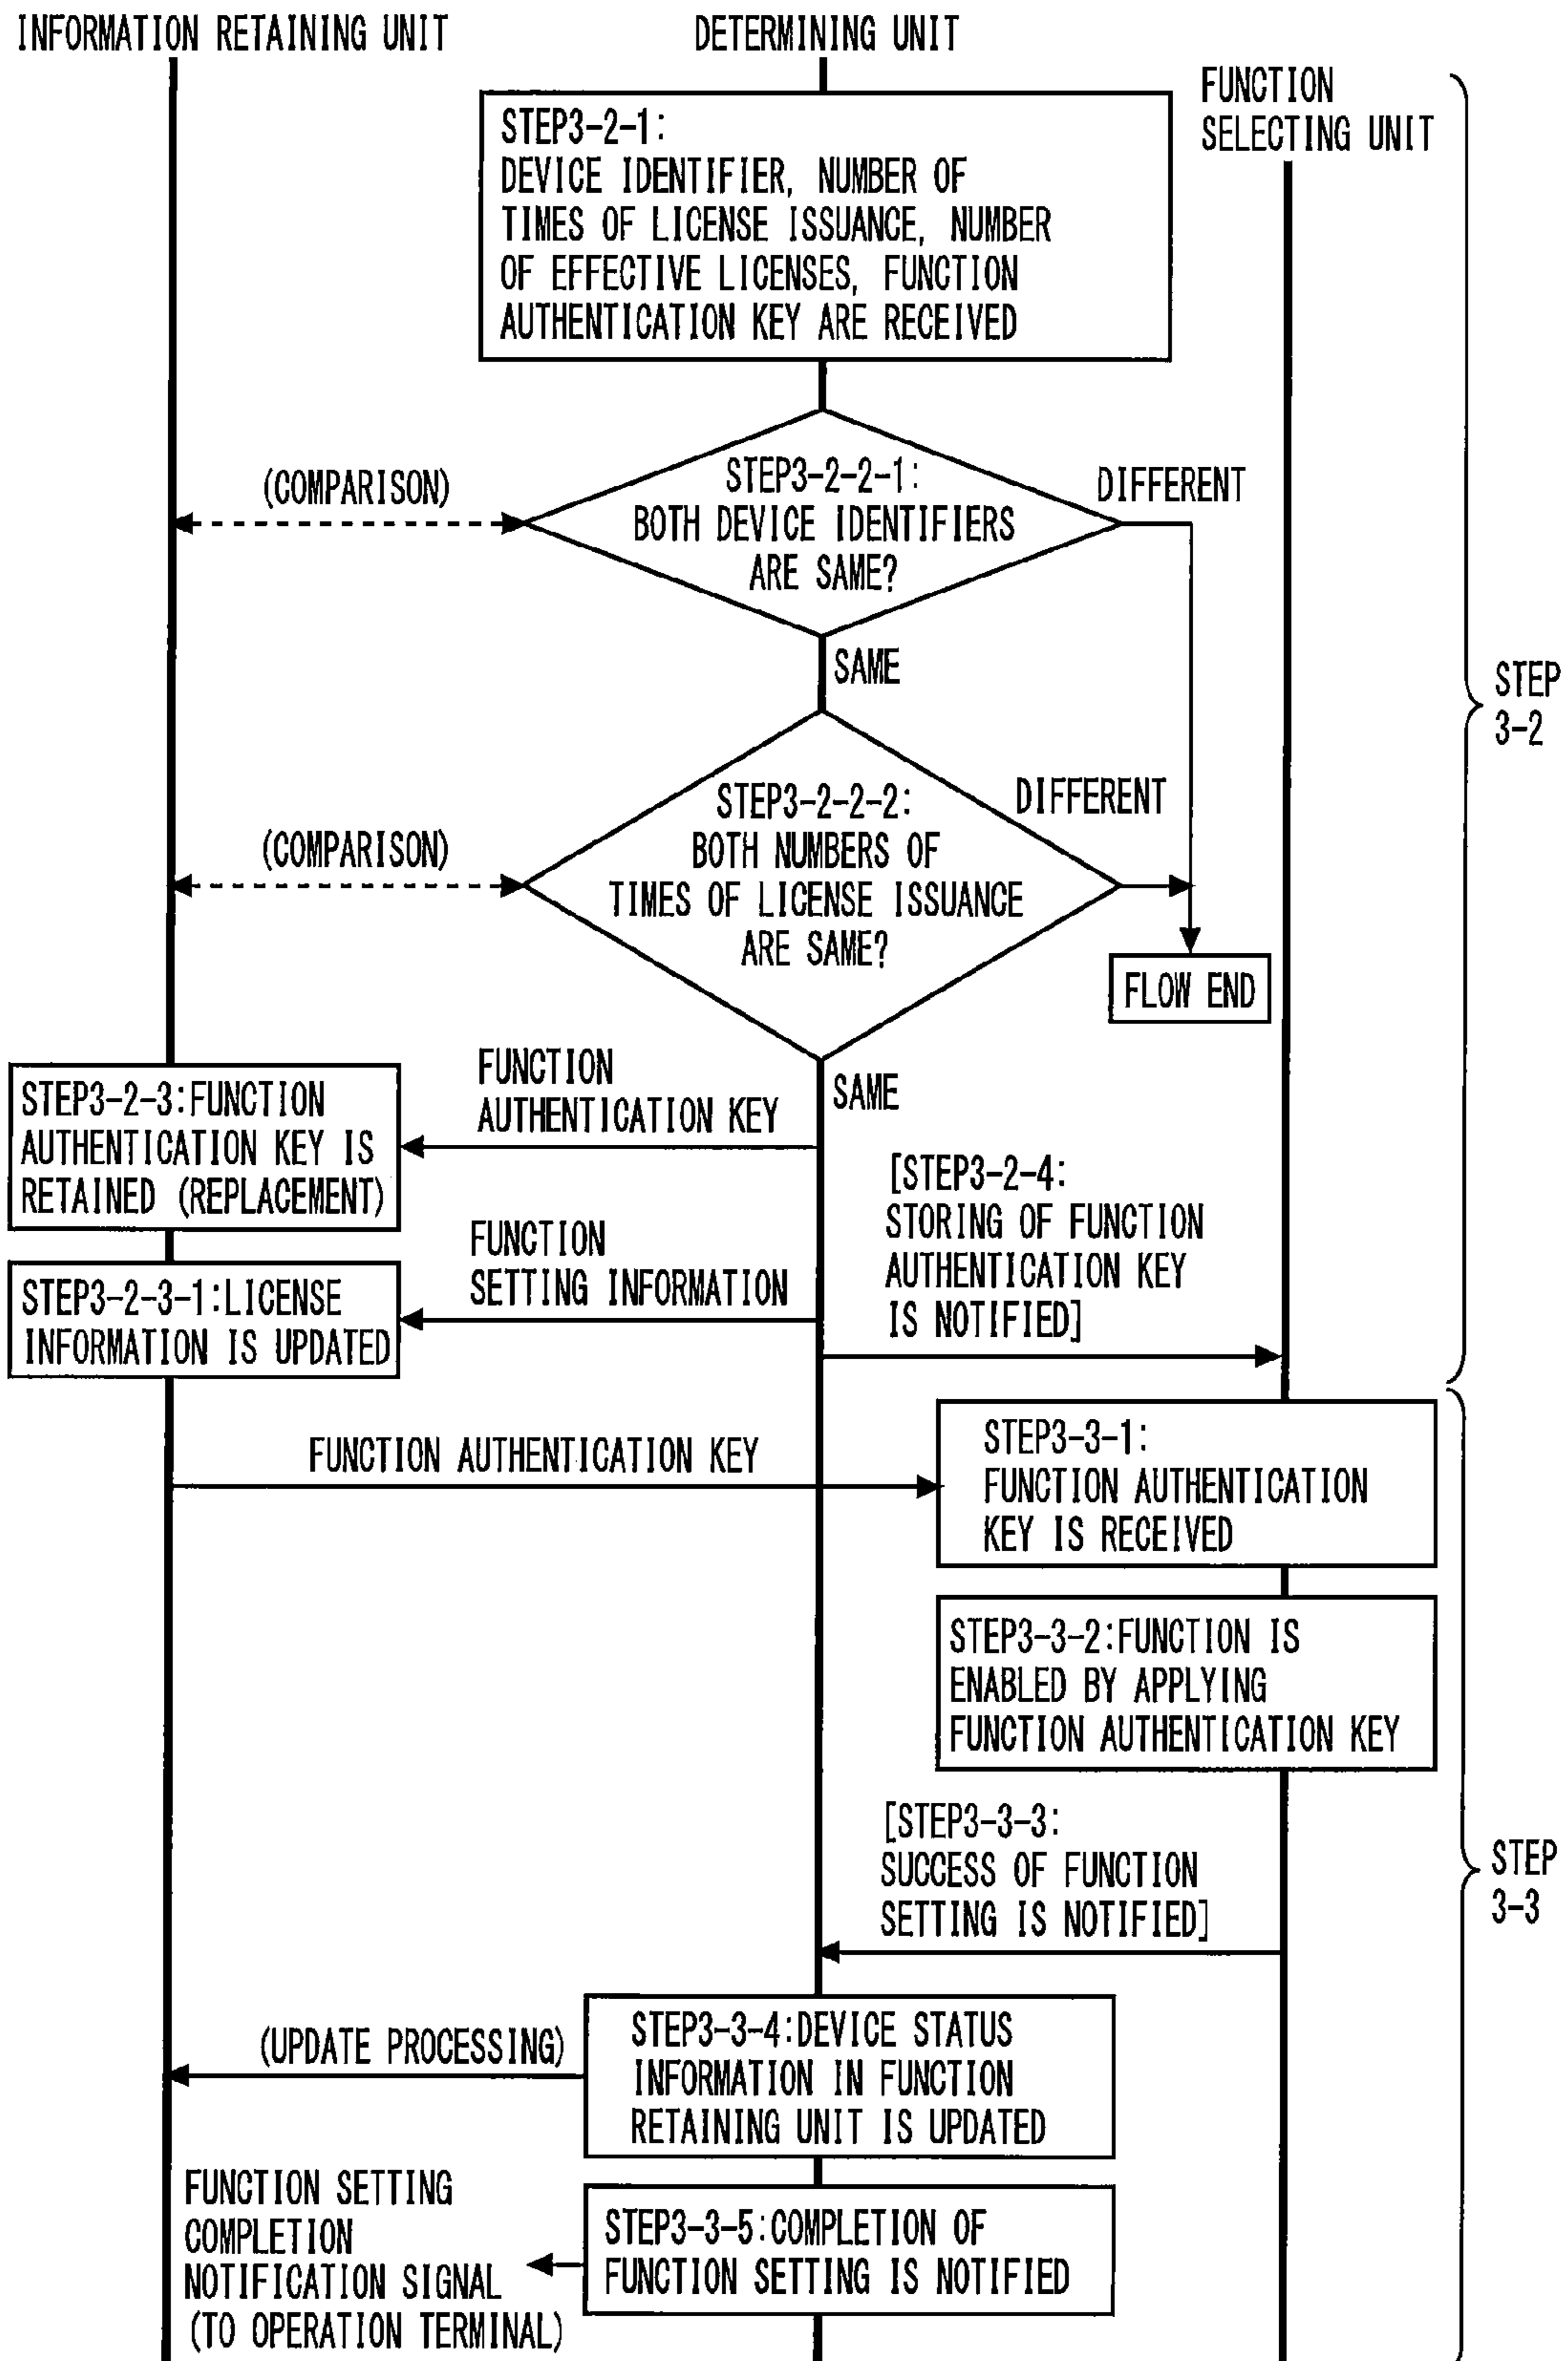 INFORMATION RETAINING UNIT
DETERMINING UNIT
FUNCTION
SELECTING UNIT
STEP3-2-1:
DEVICE IDENTIFIER, NUMBER OF
TIMES OF LICENSE ISSUANCE, NUMBER
OF EFFECTIVE LICENSES, FUNCTION
AUTHENTICATION KEY ARE RECEIVED
(COMPARISON)
STEP3-2-2-1:
BOTH DEVICE IDENTIFIERS
ARE SAME?
DIFFERENT
SAME
STEP
3-2
(COMPARISON)
STEP3-2-2-2:
BOTH NUMBERS OF
TIMES OF LICENSE ISSUANCE
ARE SAME?
DIFFERENT
FLOW END
SAME
FUNCTION
AUTHENTICATION KEY
STEP3-2-3:FUNCTION
AUTHENTICATION KEY IS
RETAINED (REPLACEMENT)
[STEP3-2-4:
STORING OF FUNCTION
AUTHENTICATION KEY
IS NOTIFIED]
FUNCTION
SETTING INFORMATION
STEP3-2-3-1:LICENSE
INFORMATION IS UPDATED
FUNCTION AUTHENTICATION KEY
STEP3-3-1:
FUNCTION AUTHENTICATION
KEY IS RECEIVED
STEP3-3-2:FUNCTION IS
ENABLED BY APPLYING
FUNCTION AUTHENTICATION KEY
[STEP3-3-3:
SUCCESS OF FUNCTION
SETTING IS NOTIFIED]
STEP
3-3
(UPDATE PROCESSING)
STEP3-3-4:DEVICE STATUS
INFORMATION IN FUNCTION
RETAINING UNIT IS UPDATED
FUNCTION SETTING
COMPLETION
NOTIFICATION SIGNAL
(TO OPERATION TERMINAL)
STEP3-3-5:COMPLETION OF
FUNCTION SETTING IS NOTIFIED